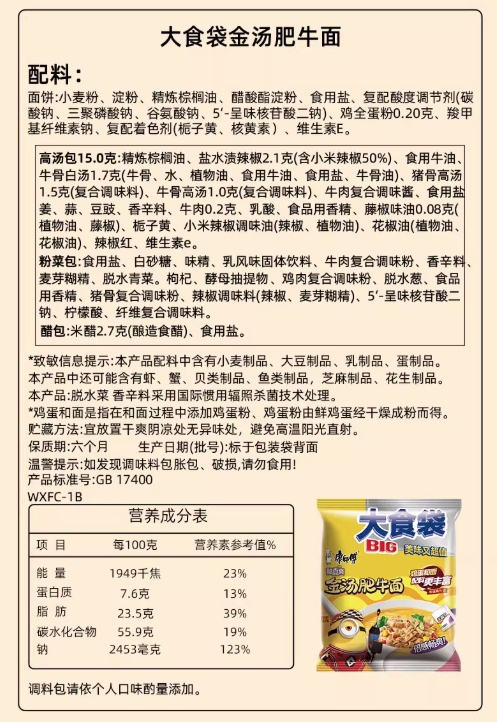 大食袋金汤肥牛面
配料：
面饼:小麦粉、淀粉、精炼棕榈油、醋酸酯淀粉、食用盐、复配酸度调节剂(碳
酸钠、三聚磷酸钠、谷氨酸钠、5′-呈味核苷酸二钠)、鸡全蛋粉0.20克、羧甲
基纤维素钠、复配着色剂(栀子黄、核黄素）、维生素E。
高汤包15.0克:精炼棕榈油、盐水渍辣椒2.1克(含小米辣椒50%)、食用牛油、
牛骨白汤1.7克(牛骨、水、植物油、食用牛油、食用盐、牛骨油)、猪骨高汤
1.5克(复合调味料)、牛骨高汤1.0克(复合调味料)、牛肉复合调味酱、食用盐
姜、蒜、豆豉、香辛料、牛肉0.2克、乳酸、食品用香精、藤椒味油0.08克(
植物油、藤椒)、栀子黄、小米辣椒调味油(辣椒、植物油)、花椒油(植物油、
花椒油)、辣椒红、维生素e。
粉菜包:食用盐、白砂糖、味精、乳风味固体饮料、牛肉复合调味粉、香辛料、
麦芽糊精、脱水青菜。枸杞、酵母抽提物、鸡肉复合调味粉、脱水葱、食品
用香精、猪骨复合调味粉、辣椒调味料(辣椒、麦芽糊精)、5′-呈味核苷酸二
钠、柠檬酸、纤维复合调味料。
醋包:米醋2.7克(酿造食醋)、食用盐。
*致敏信息提示:本产品配料中含有小麦制品、大豆制品、乳制品、蛋制品。
本产品中还可能含有虾、蟹、贝类制品、鱼类制品，芝麻制品、花生制品。
本产品:脱水菜 香辛料采用国际惯用辐照杀菌技术处理。
*鸡蛋和面是指在和面过程中添加鸡蛋粉、鸡蛋粉由鲜鸡蛋经干燥成粉而得。
贮藏方法:宜放置干爽阴凉处无异味处，避免高温阳光直射。
保质期:六个月 生产日期(批号):标于包装袋背面
温警提示:如发现调味料包胀包、破损,请勿食用!
产品标准号:GB 17400
WXFC-1B
营养成分表
项 目 每100克 营养素参考值%
能 量 1949千焦 23%
蛋白质 7.6克 13%
脂 肪 23.5克 39%
碳水化合物 55.9克 19%
钠 2453毫克 123%
大食袋
BIG 美味又超值
康师傅
金汤肥牛面
配料更丰富
调料包请依个人口味酌量添加。